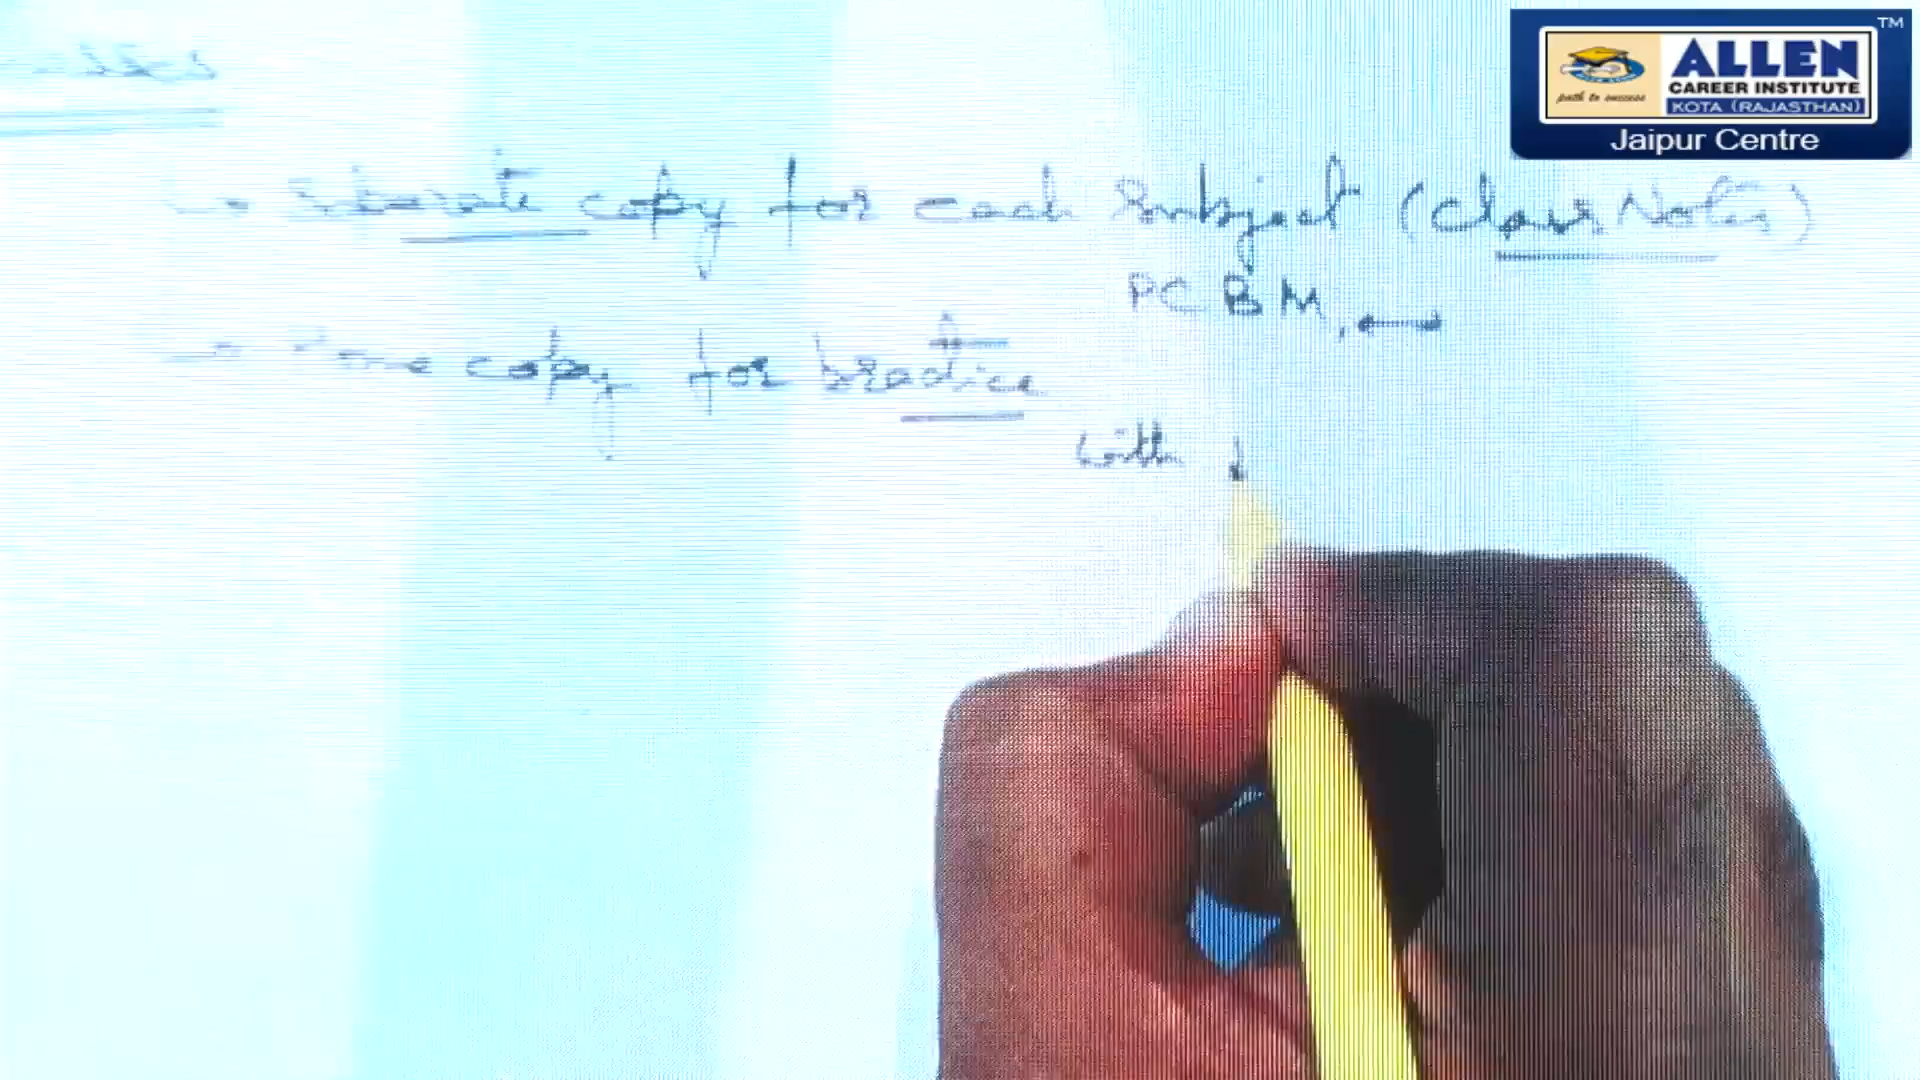 TM
ALLEN
CAREER INSTITUTE
KOTA (RAJASTHAN)
path to success
Jaipur Centre
→ Separate copy for each Subject (Class Notes)
PCBM,
→ One copy for practice
with